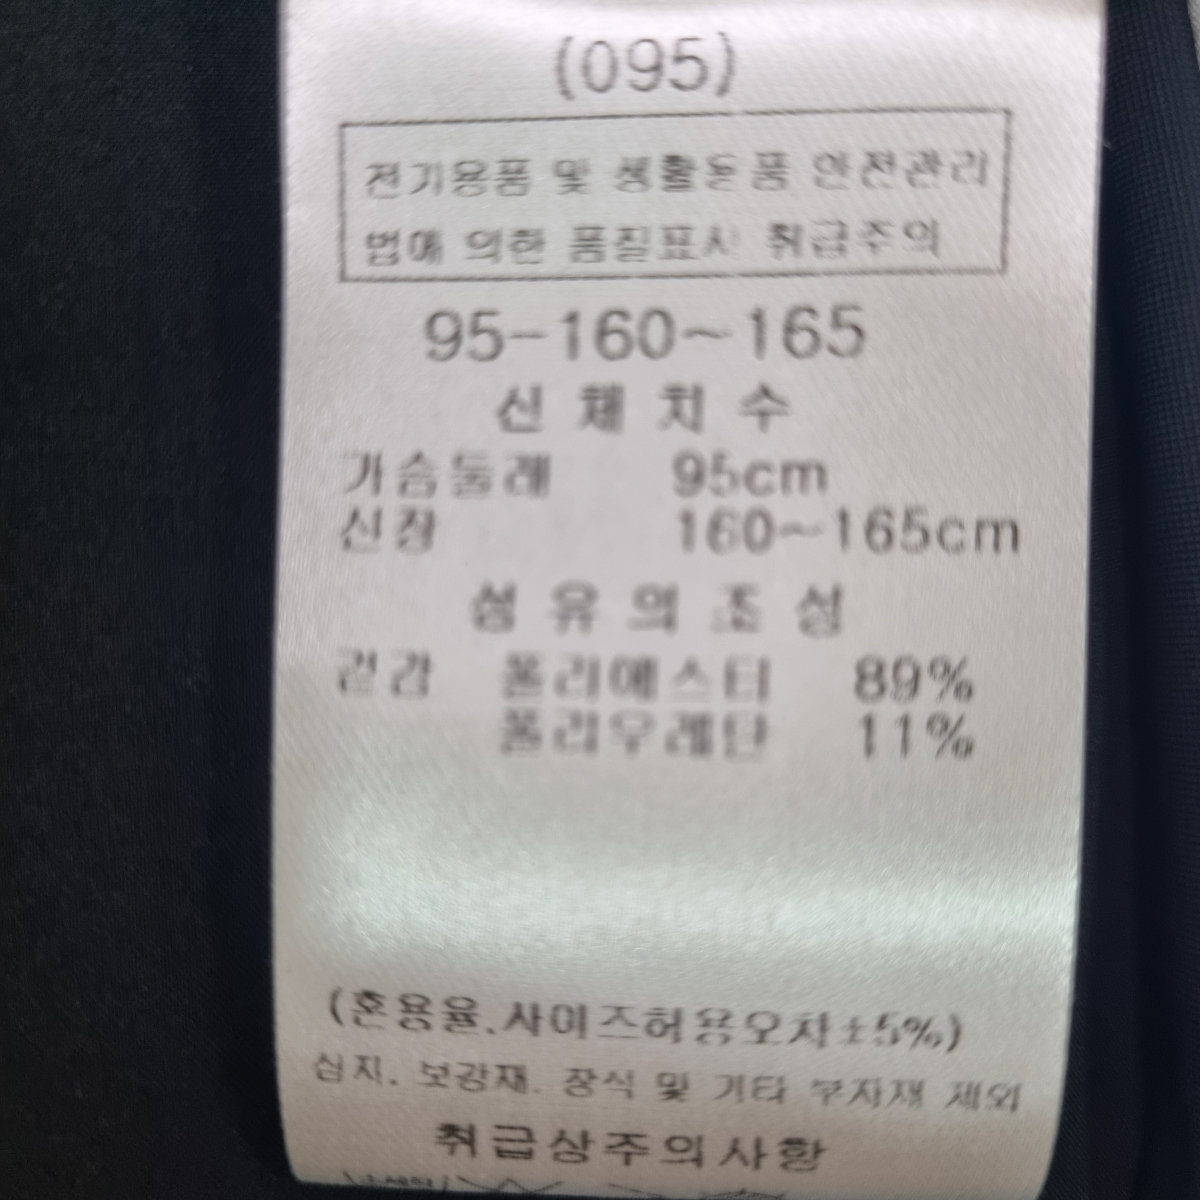 (095)
전기용품 및 생활용품 안전관리
법에 의한 품질표시 취급주의
95-160~165
신 체 치 수
가슴둘레 95cm
신장 160~165cm
섬 유 의 조 성
겉감 폴리에스터 89%
폴리우레탄 11%
(혼용율.사이즈허용오차±5%)
심지. 보강재. 장식 및 기타 부자재 제외
취급상주의사항